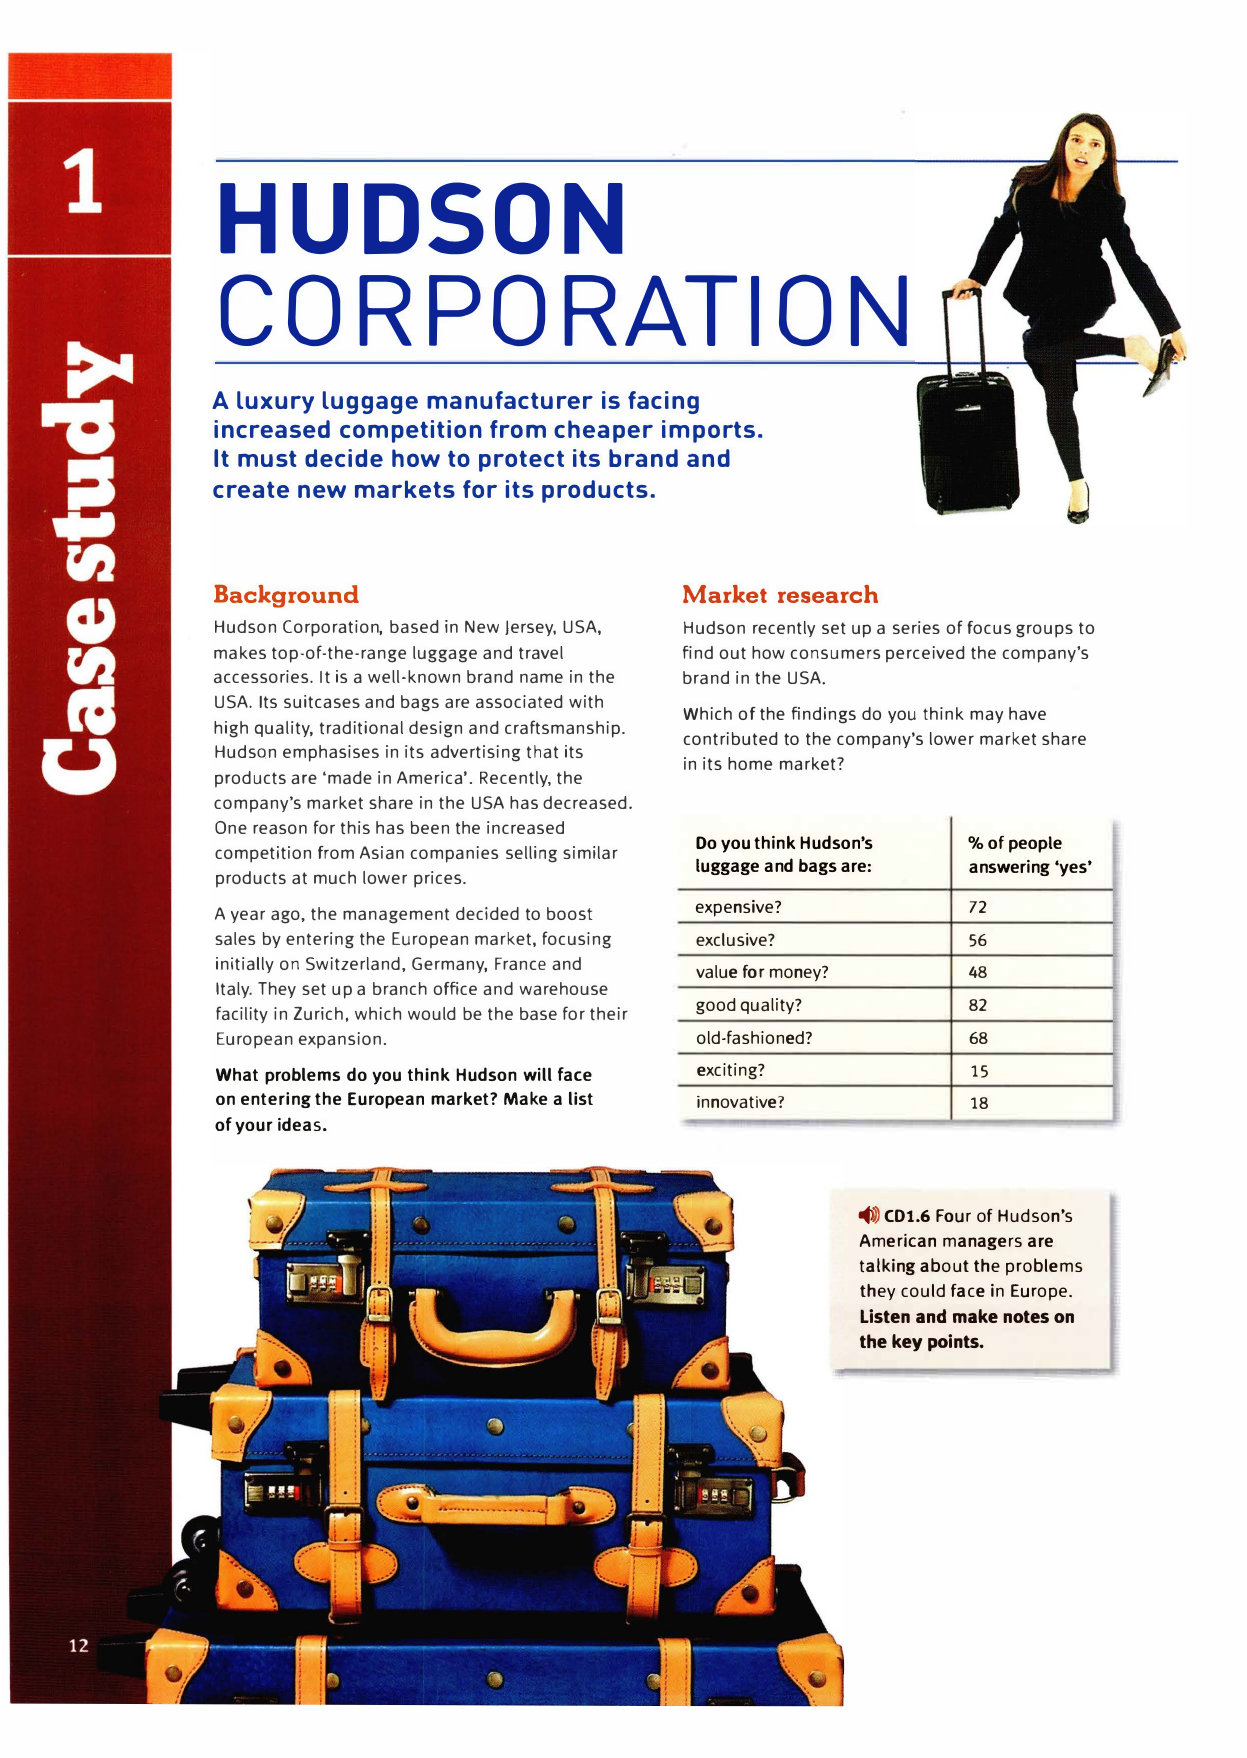 1
Case study
HUDSON
CORPORATION
A luxury luggage manufacturer is facing
increased competition from cheaper imports.
It must decide how to protect its brand and
create new markets for its products.
Background
Hudson Corporation, based in New Jersey, USA,
makes top-of-the-range luggage and travel
accessories. It is a well-known brand name in the
USA. Its suitcases and bags are associated with
high quality, traditional design and craftsmanship.
Hudson emphasises in its advertising that its
products are ‘made in America’. Recently, the
company's market share in the USA has decreased.
One reason for this has been the increased
competition from Asian companies selling similar
products at much lower prices.
A year ago, the management decided to boost
sales by entering the European market, focusing
initially on Switzerland, Germany, France and
Italy. They set up a branch office and warehouse
facility in Zurich, which would be the base for their
European expansion.
What problems do you think Hudson will face
on entering the European market? Make a list
of your ideas.
Market research
Hudson recently set up a series of focus groups to
find out how consumers perceived the company's
brand in the USA.
Which of the findings do you think may have
contributed to the company's lower market share
in its home market?
Do you think Hudson's % of people
luggage and bags are: answering ‘yes’
expensive? 72
exclusive? 56
value for money? 48
good quality? 82
old-fashioned? 68
exciting? 15
innovative? 18
CD1.6 Four of Hudson's
American managers are
talking about the problems
they could face in Europe.
Listen and make notes on
the key points.
12